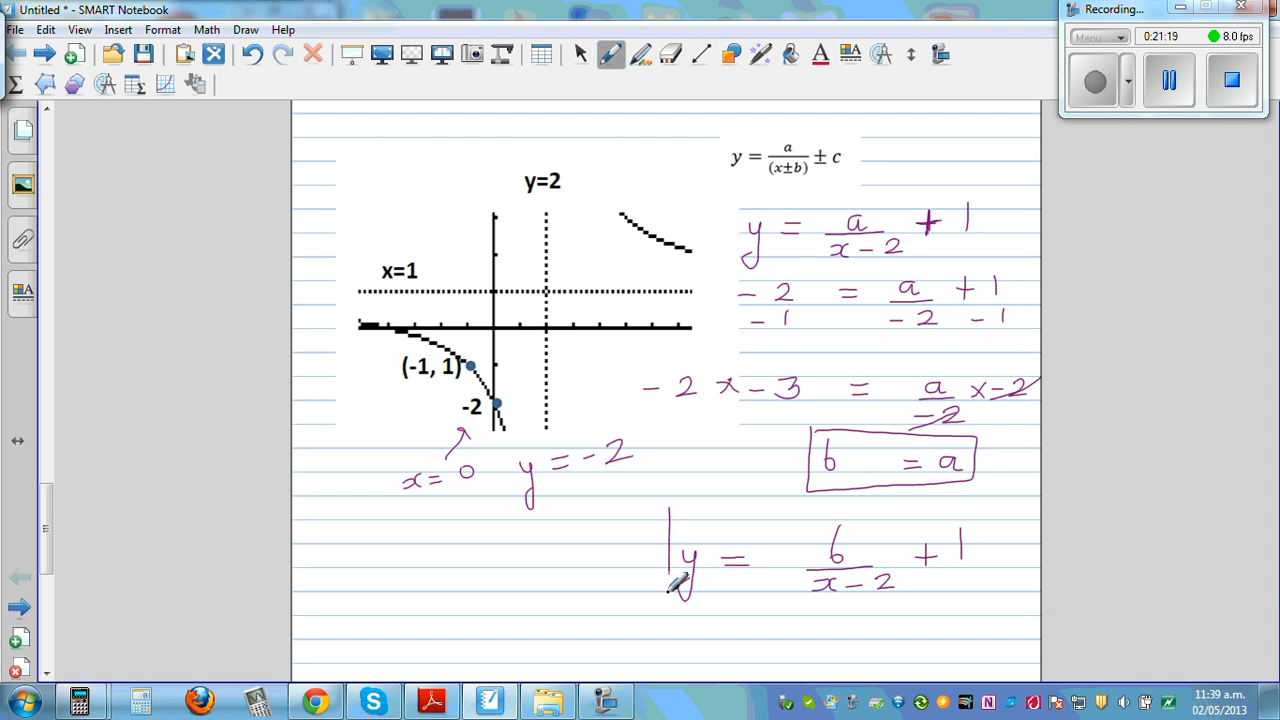 Untitled * - SMART Notebook
File Edit View Insert Format Math Draw Help
Recording...
Menu
0:21:19
8.0 fps
y = a/(x±b) ± c
y=2
x=1
(-1, 1)
-2
x = 0 y = -2
y = a/(x - 2) + 1
- 2 = a/(- 2) + 1
- 1 - 1
- 2 x - 3 = a/(-2) x -2
6 = a
y = 6/(x - 2) + 1
11:39 a.m.
02/05/2013